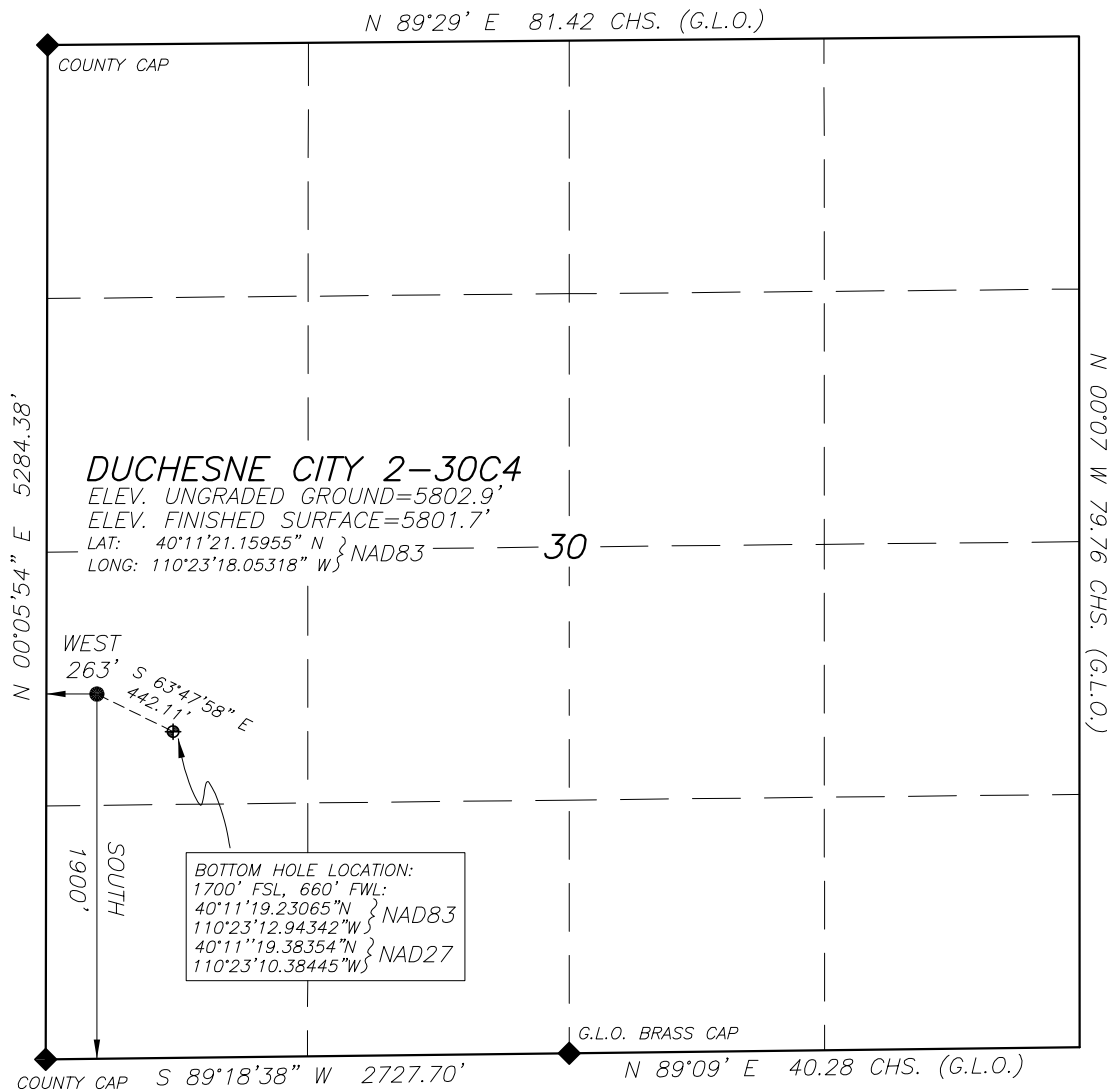 N 89°29' E 81.42 CHS. (G.L.O.)
COUNTY CAP
N 00°05'54" E 5284.38'
N 00°07 W 79.76 CHS. (G.L.O.)
DUCHESNE CITY 2-30C4
ELEV. UNGRADED GROUND=5802.9'
ELEV. FINISHED SURFACE=5801.7'
LAT: 40°11'21.15955" N
LONG: 110°23'18.05318" W } NAD83
30
WEST
263'
S 63°47'58" E
442.11'
SOUTH
1900'
BOTTOM HOLE LOCATION:
1700' FSL, 660' FWL:
40°11'19.23065"N
110°23'12.94342"W } NAD83
40°11''19.38354"N
110°23'10.38445"W } NAD27
G.L.O. BRASS CAP
COUNTY CAP
S 89°18'38" W 2727.70'
N 89°09' E 40.28 CHS. (G.L.O.)